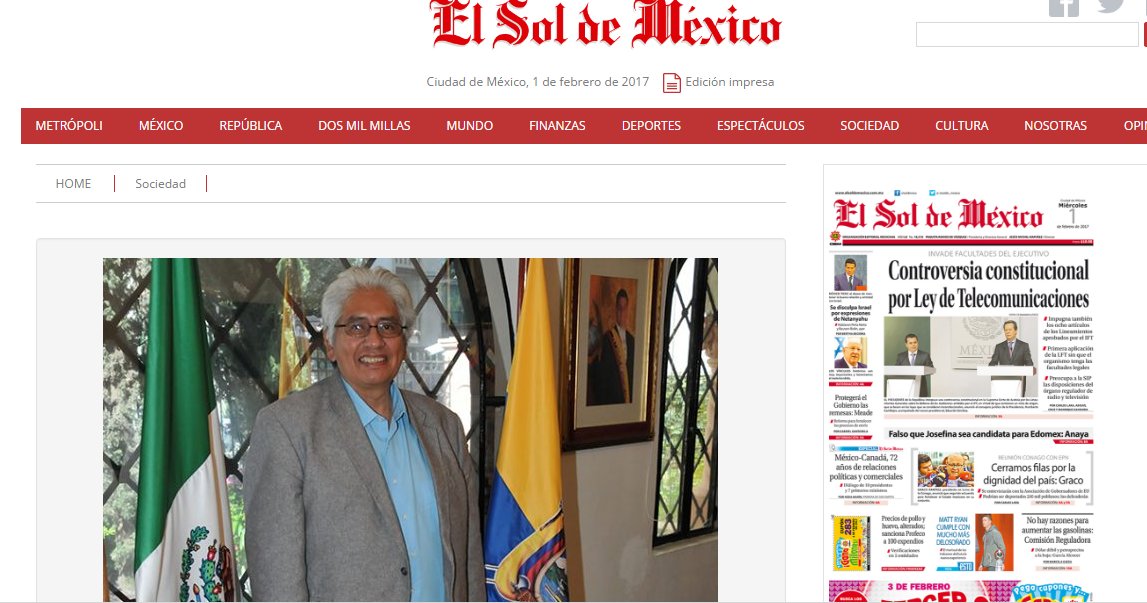 El Sol de México
Ciudad de México, 1 de febrero de 2017
Edición impresa
METRÓPOLI MÉXICO REPÚBLICA DOS MIL MILLAS MUNDO FINANZAS DEPORTES ESPECTÁCULOS SOCIEDAD CULTURA NOSOTRAS OPI
HOME Sociedad
El Sol de México
Miércoles
1
de febrero de 2017
INVADE FACULTADES DEL EJECUTIVO
Controversia constitucional
por Ley de Telecomunicaciones
Se disculpa Israel
por expresiones
de Netanyahu
Impugna también
los ocho artículos
de los Lineamientos
aprobados por el IFT
Primera aplicación
de la LFT sin que el
organismo tenga las
facultades legales
Preocupa a la SIP
las disposiciones del
órgano regulador de
radio y televisión
MÉXICO
Protegerá el
Gobierno las
remesas: Meade
Falso que Josefina sea candidata para Edomex: Anaya
México-Canadá, 72
años de relaciones
políticas y comerciales
REUNIÓN CONAGO CON EPN
Cerramos filas por la
dignidad del país: Graco
Precios de pollo y
huevo, alterados;
sanciona Profeco
a 100 expendios
MATT RYAN
CUMPLE CON
MUCHO MÁS
DELO SOÑADO
No hay razones para
aumentar las gasolinas:
Comisión Reguladora
3 DE FEBRERO